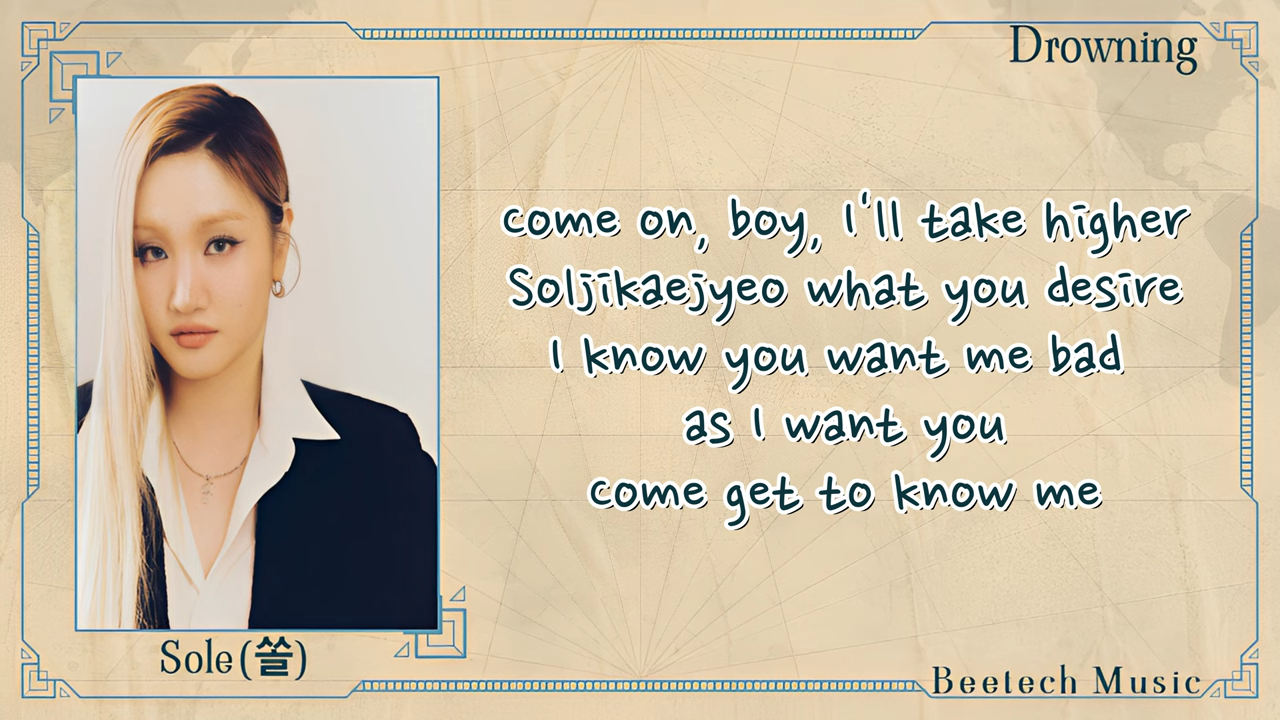 Drowning
come on, boy, I'll take higher
Soljikaejyeo what you desire
I know you want me bad
as I want you
come get to know me
Sole(쏠)
Beetech Music